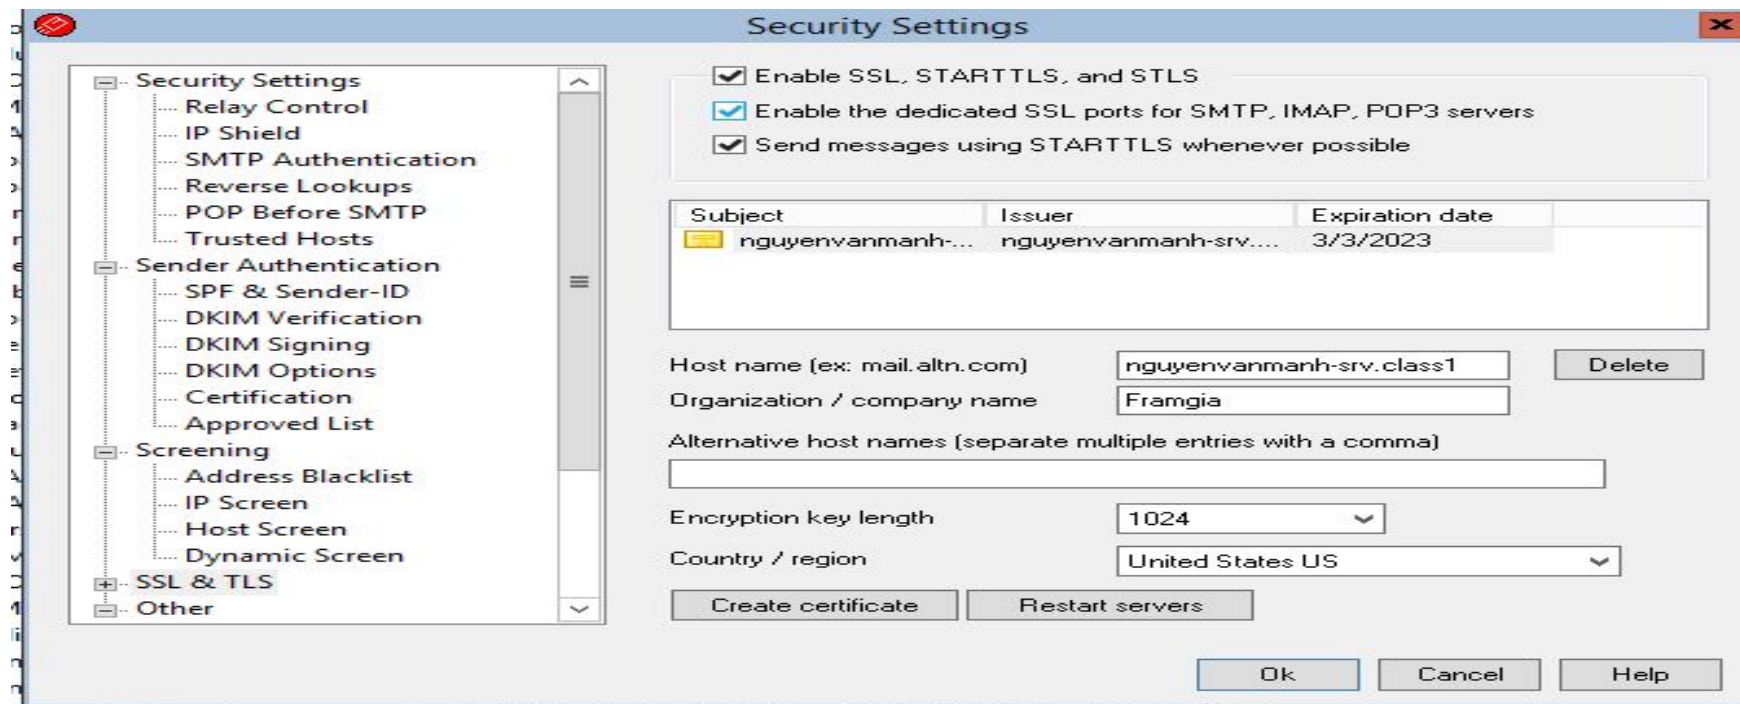 Security Settings
Security Settings
Relay Control
IP Shield
SMTP Authentication
Reverse Lookups
POP Before SMTP
Trusted Hosts
Sender Authentication
SPF & Sender-ID
DKIM Verification
DKIM Signing
DKIM Options
Certification
Approved List
Screening
Address Blacklist
IP Screen
Host Screen
Dynamic Screen
SSL & TLS
Other
Enable SSL, STARTTLS, and STLS
Enable the dedicated SSL ports for SMTP, IMAP, POP3 servers
Send messages using STARTTLS whenever possible
Subject Issuer Expiration date
nguyenvanmanh-... nguyenvanmanh-srv.... 3/3/2023
Host name (ex: mail.altn.com) nguyenvanmanh-srv.class1 Delete
Organization / company name Framgia
Alternative host names (separate multiple entries with a comma)
Encryption key length 1024
Country / region United States US
Create certificate Restart servers
Ok Cancel Help